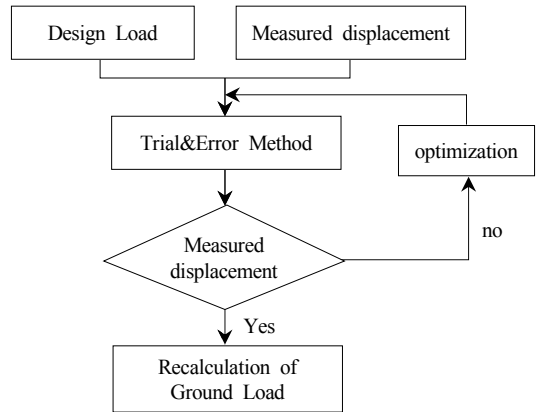 Design Load
Measured displacement
Trial&Error Method
optimization
Measured
displacement
no
Yes
Recalculation of
Ground Load